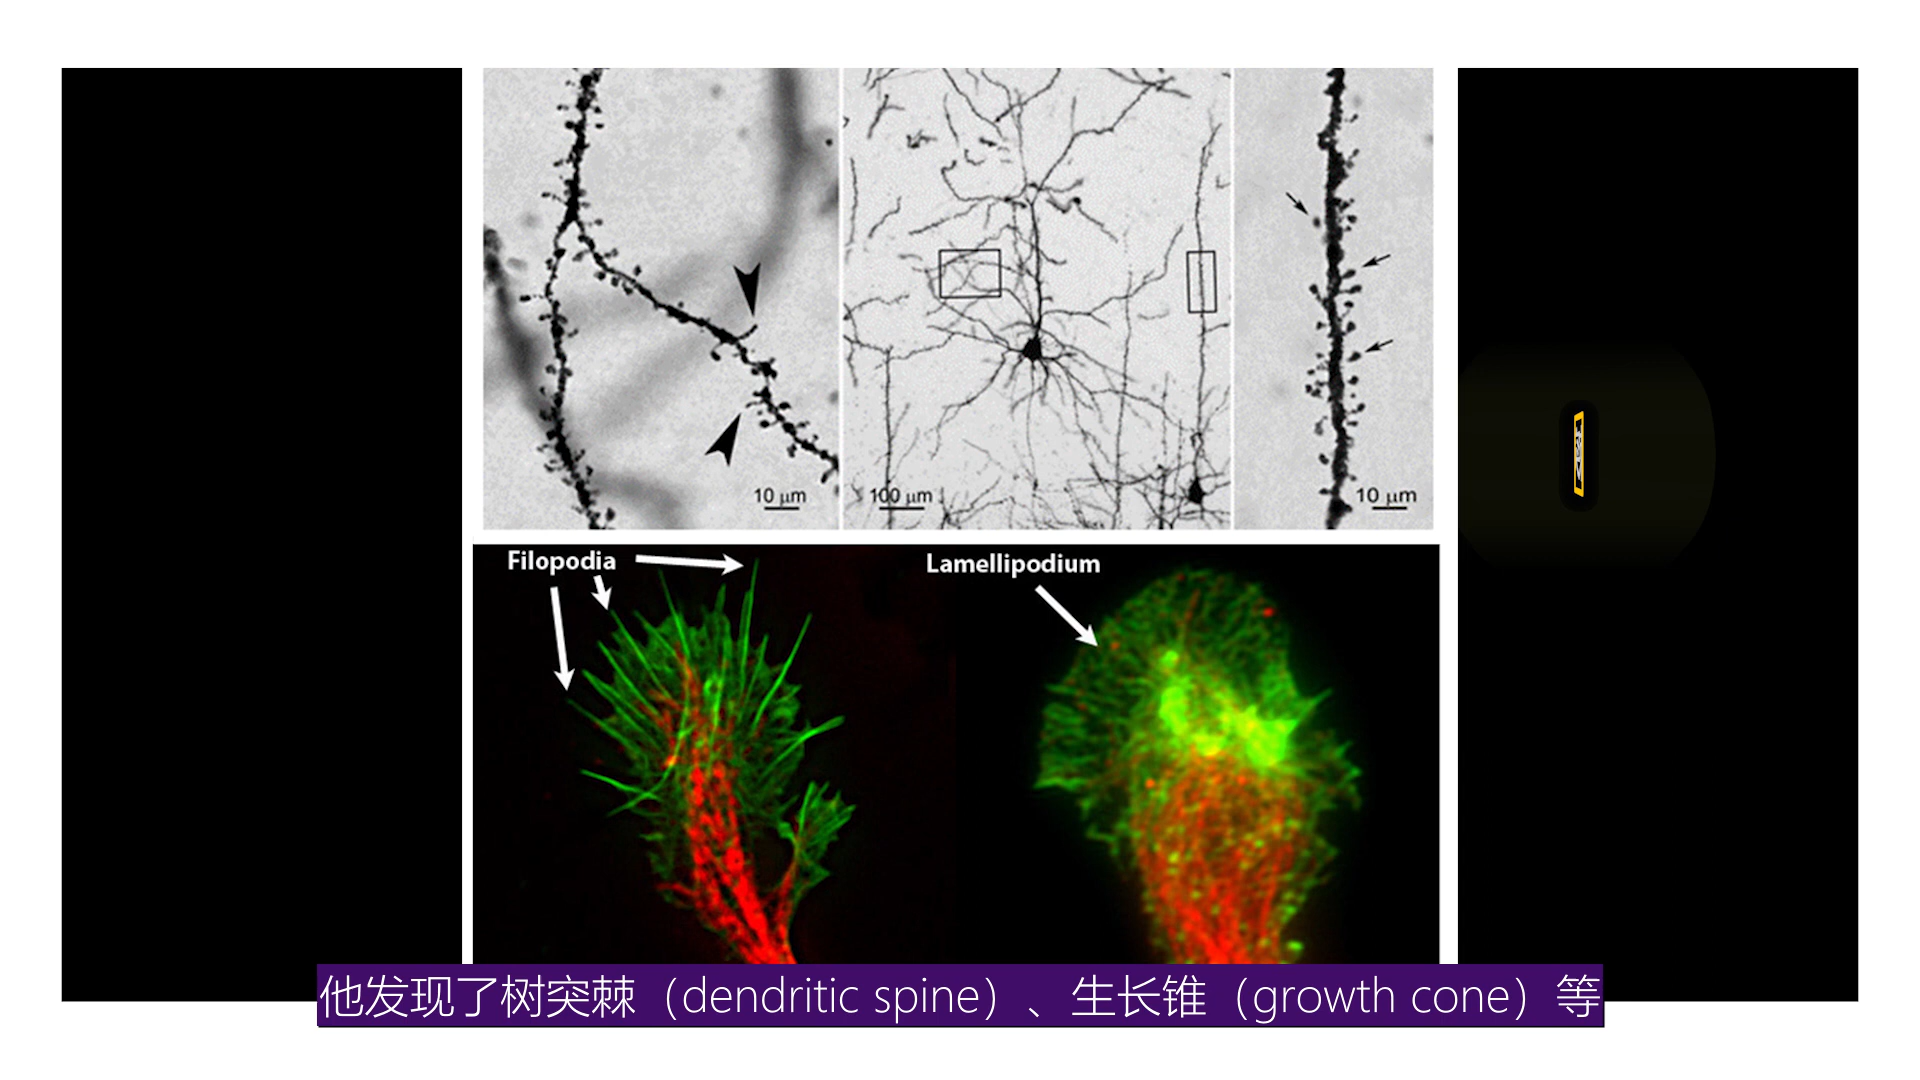 10 μm
100 μm
10 μm
Filopodia
Lamellipodium
他发现了树突棘（dendritic spine）、生长锥（growth cone）等